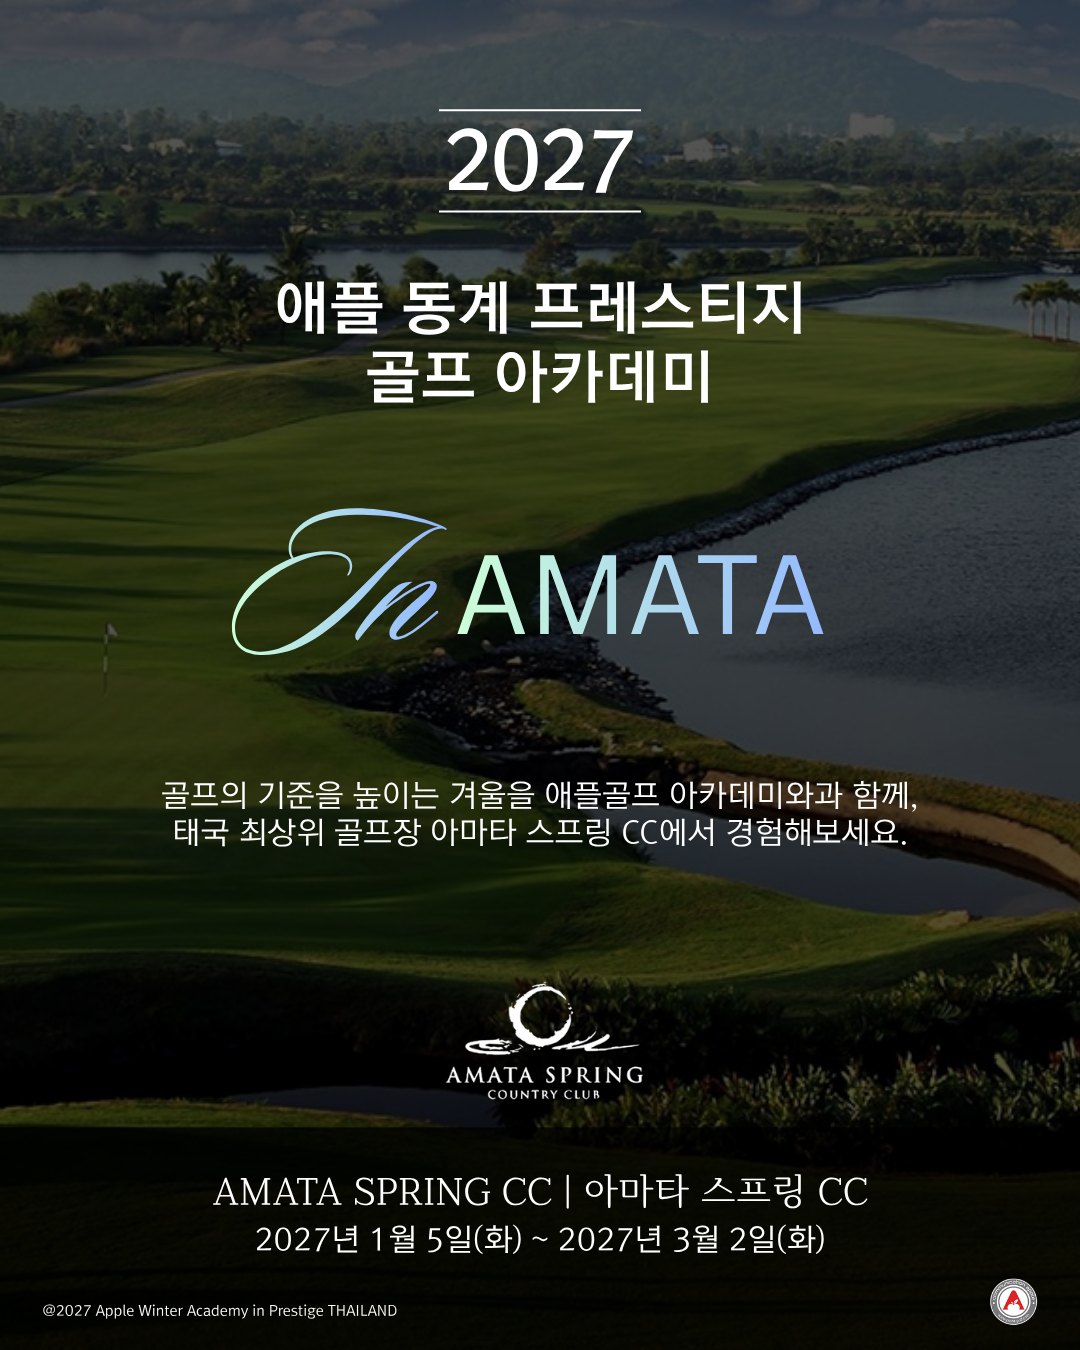 2027
애플 동계 프레스티지
골프 아카데미
In AMATA
골프의 기준을 높이는 겨울을 애플골프 아카데미와과 함께,
태국 최상위 골프장 아마타 스프링 CC에서 경험해보세요.
AMATA SPRING
COUNTRY CLUB
AMATA SPRING CC | 아마타 스프링 CC
2027년 1월 5일(화) ~ 2027년 3월 2일(화)
@2027 Apple Winter Academy in Prestige THAILAND